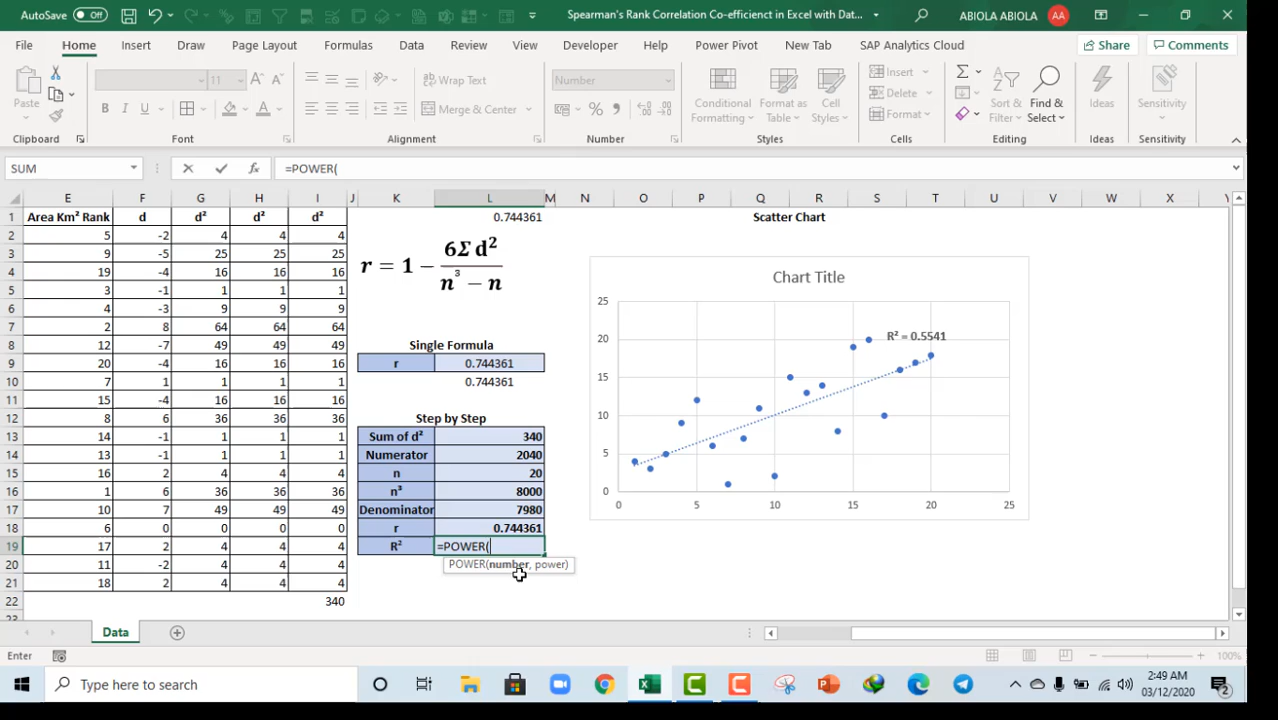 AutoSave Off Spearman's Rank Correlation Co-efficienct in Excel with Dat... ABIOLA ABIOLA AA
File Home Insert Draw Page Layout Formulas Data Review View Developer Help Power Pivot New Tab SAP Analytics Cloud Share Comments
Paste 11 A A Wrap Text Number Conditional Formatting Format as Table Cell Styles Insert Delete Format Sort & Filter Find & Select Ideas Sensitivity
B I U A Merge & Center % ,
Clipboard Font Alignment Number Styles Cells Editing Ideas Sensitivity
SUM fx =POWER(
E F G H I J K L M N O P Q R S T U V W X
1 Area Km² Rank d d² d² d² 0.744361 Scatter Chart
2 5 -2 4 4 4
3 9 -5 25 25 25
4 19 -4 16 16 16
5 3 -1 1 1 1
6 4 -3 9 9 9
7 2 8 64 64 64
8 12 -7 49 49 49 Single Formula
9 20 -4 16 16 16 r 0.744361
10 7 1 1 1 1 0.744361
11 15 -4 16 16 16
12 8 6 36 36 36 Step by Step
13 14 -1 1 1 1 Sum of d² 340
14 13 -1 1 1 1 Numerator 2040
15 16 2 4 4 4 n 20
16 1 6 36 36 36 n³ 8000
17 10 7 49 49 49 Denominator 7980
18 6 0 0 0 0 r 0.744361
19 17 2 4 4 4 R² =POWER(
20 11 -2 4 4 4 POWER(number, power)
21 18 2 4 4 4
22 340
r = 1 − 6Σ d² / n³ − n
Chart Title
25
20
15
10
5
0
0 5 10 15 20 25
R² = 0.5541
Data
Enter 100%
Type here to search
2:49 AM
03/12/2020
2